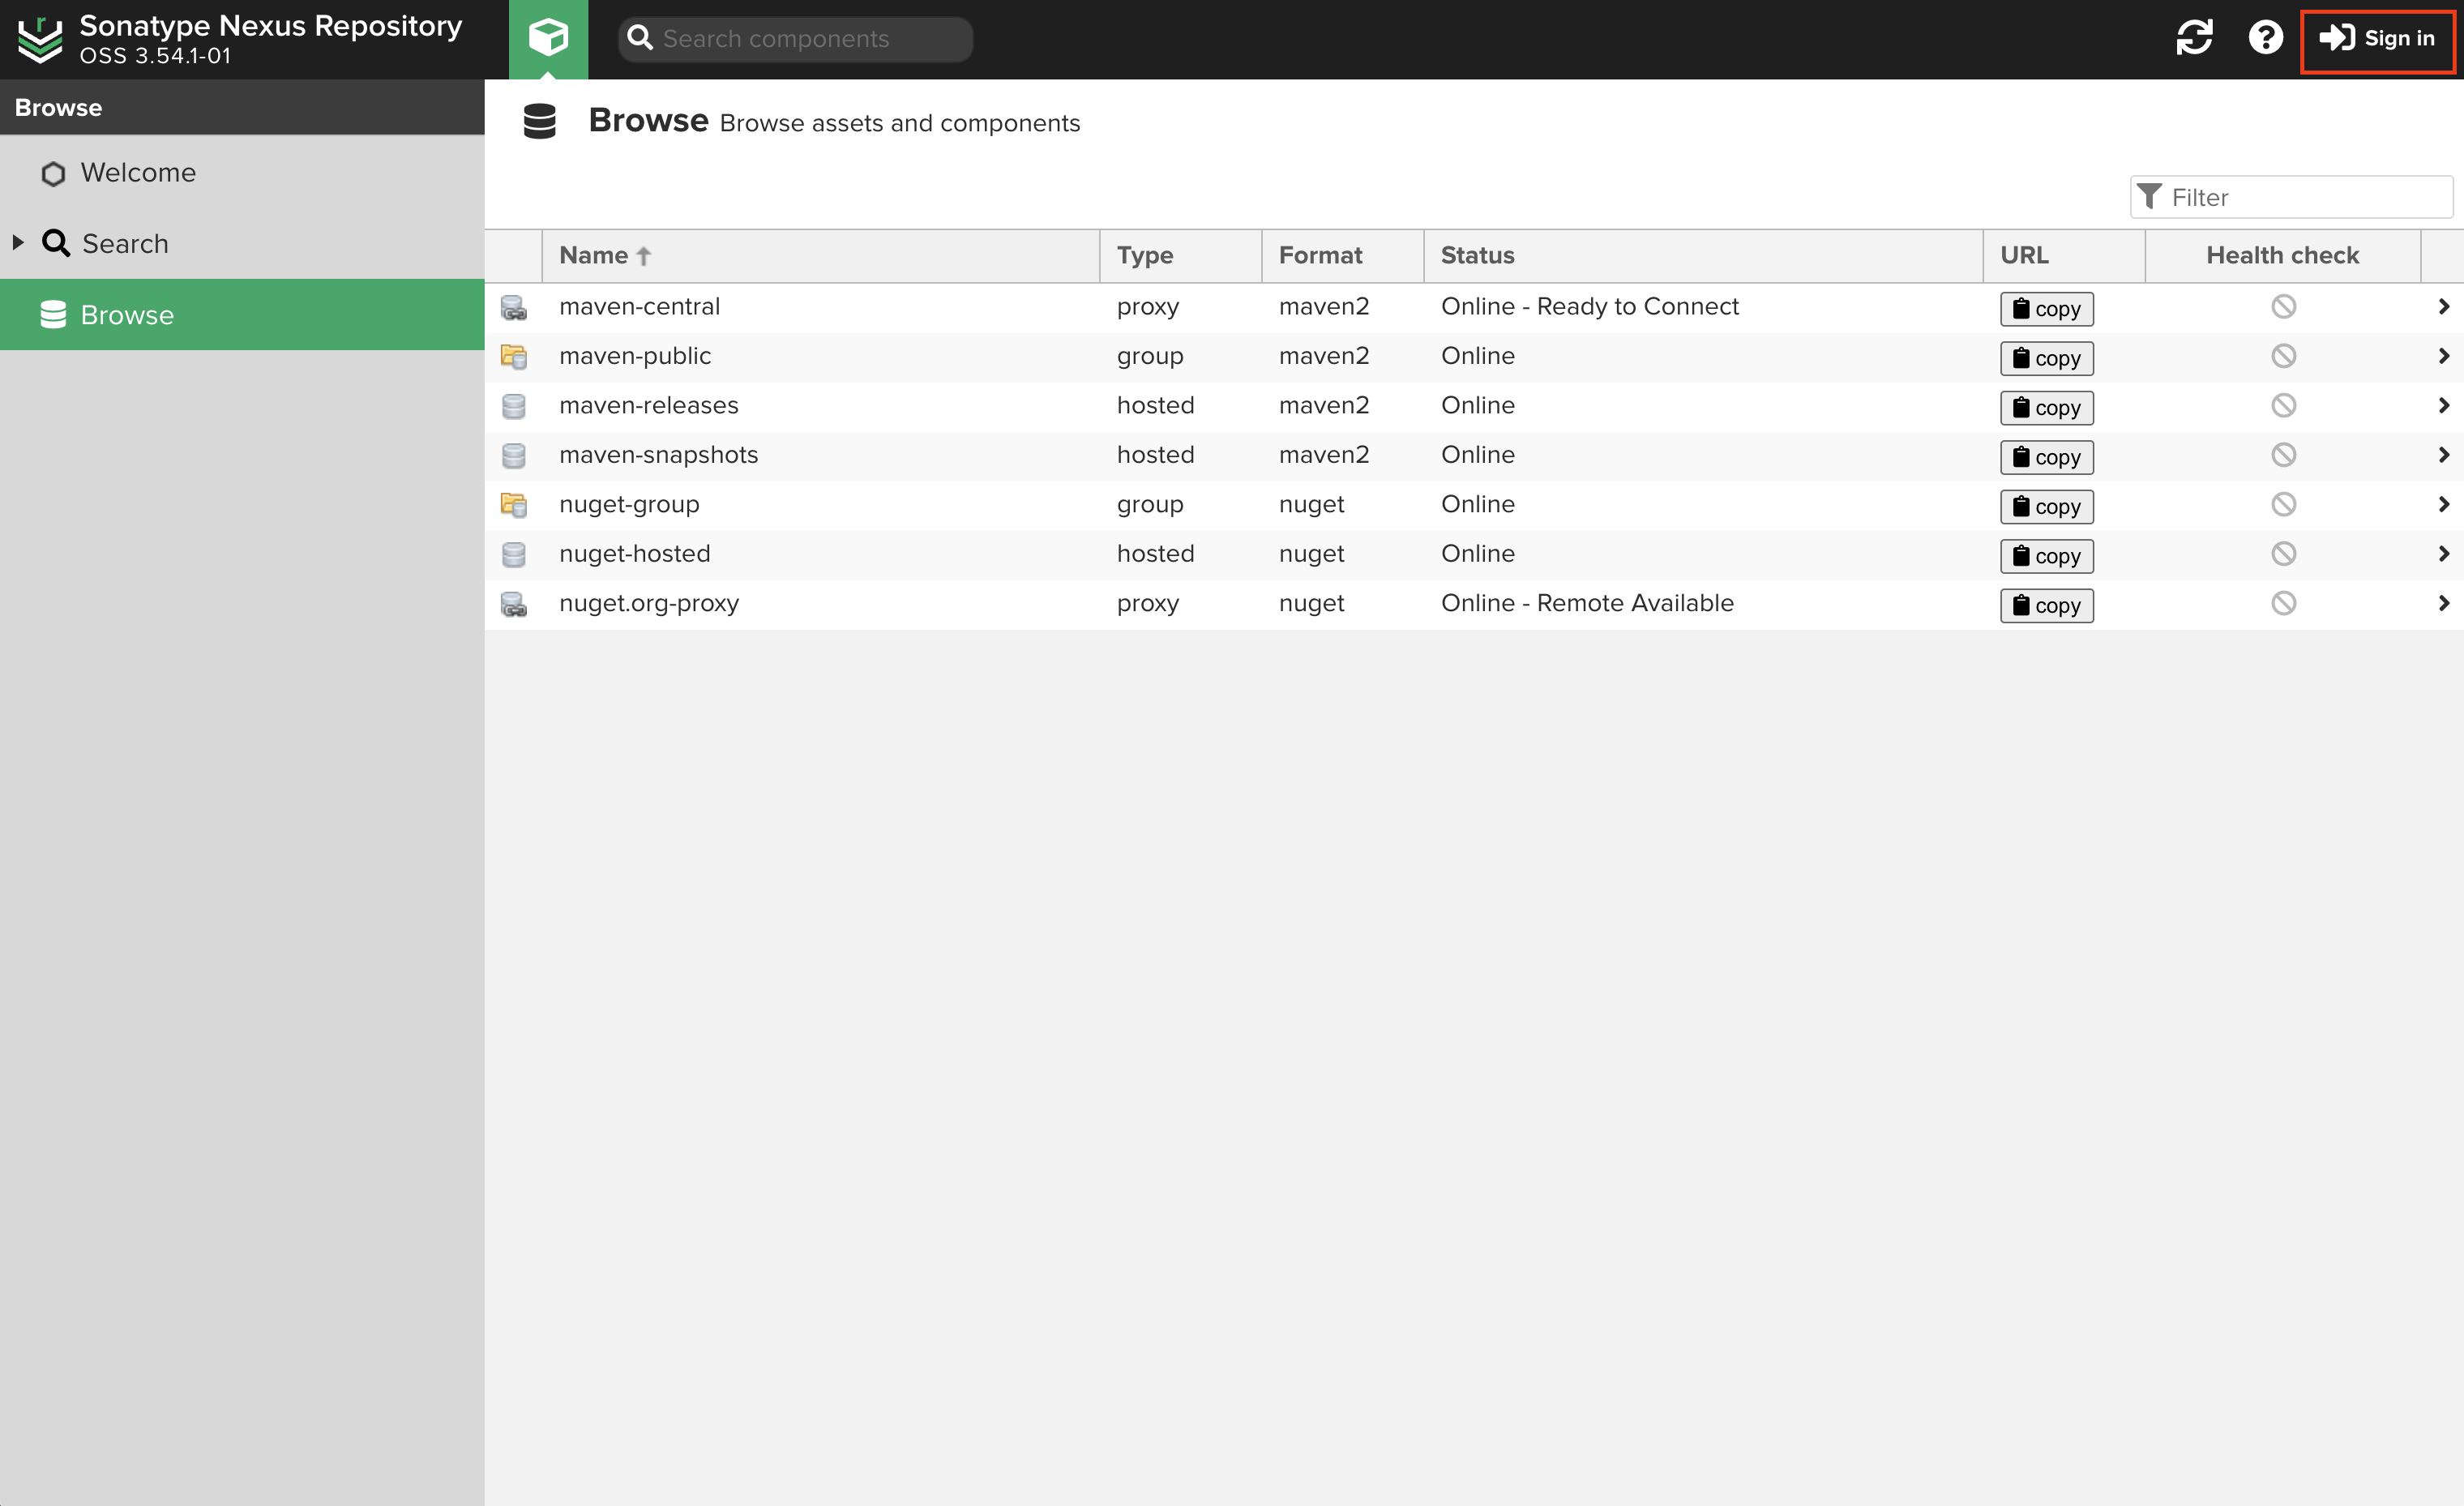 Sonatype Nexus Repository
OSS 3.54.1-01
Search components
Sign in
Browse
Welcome
Search
Browse
Browse Browse assets and components
Filter
Name Type Format Status URL Health check
maven-central proxy maven2 Online - Ready to Connect copy
maven-public group maven2 Online copy
maven-releases hosted maven2 Online copy
maven-snapshots hosted maven2 Online copy
nuget-group group nuget Online copy
nuget-hosted hosted nuget Online copy
nuget.org-proxy proxy nuget Online - Remote Available copy